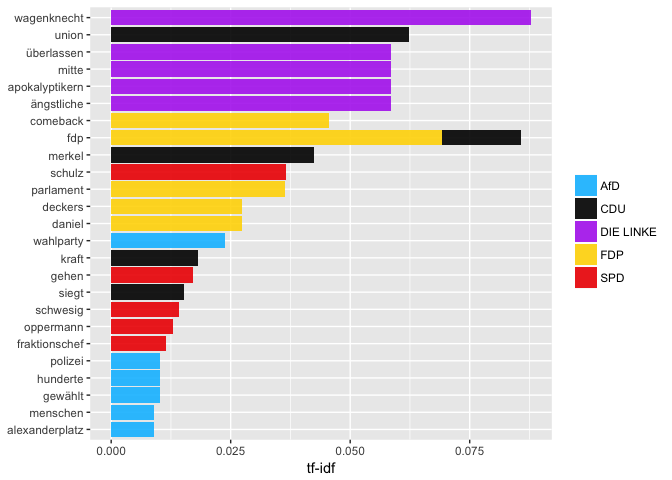 wagenknecht
union
überlassen
mitte
apokalyptikern
ängstliche
comeback
fdp
merkel
schulz
parlament
deckers
daniel
wahlparty
kraft
gehen
siegt
schwesig
oppermann
fraktionschef
polizei
hunderte
gewählt
menschen
alexanderplatz
0.000 0.025 0.050 0.075
tf-idf
AfD
CDU
DIE LINKE
FDP
SPD